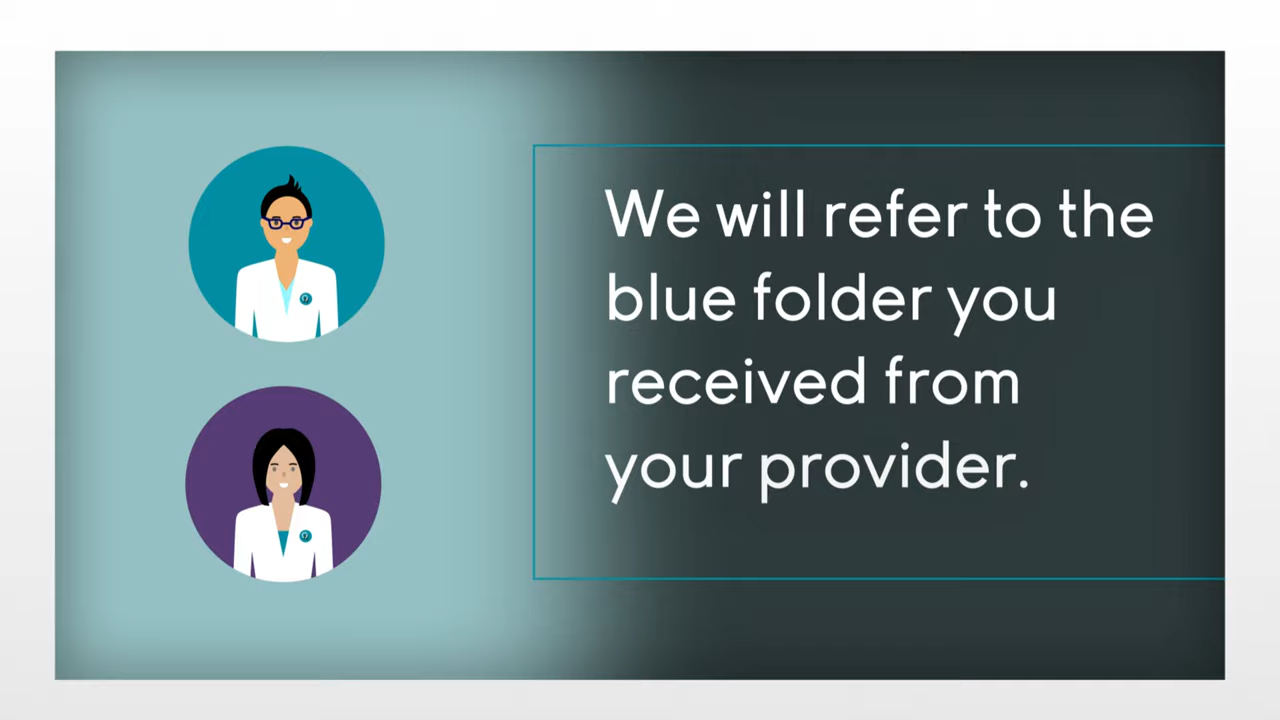 We will refer to the
blue folder you
received from
your provider.